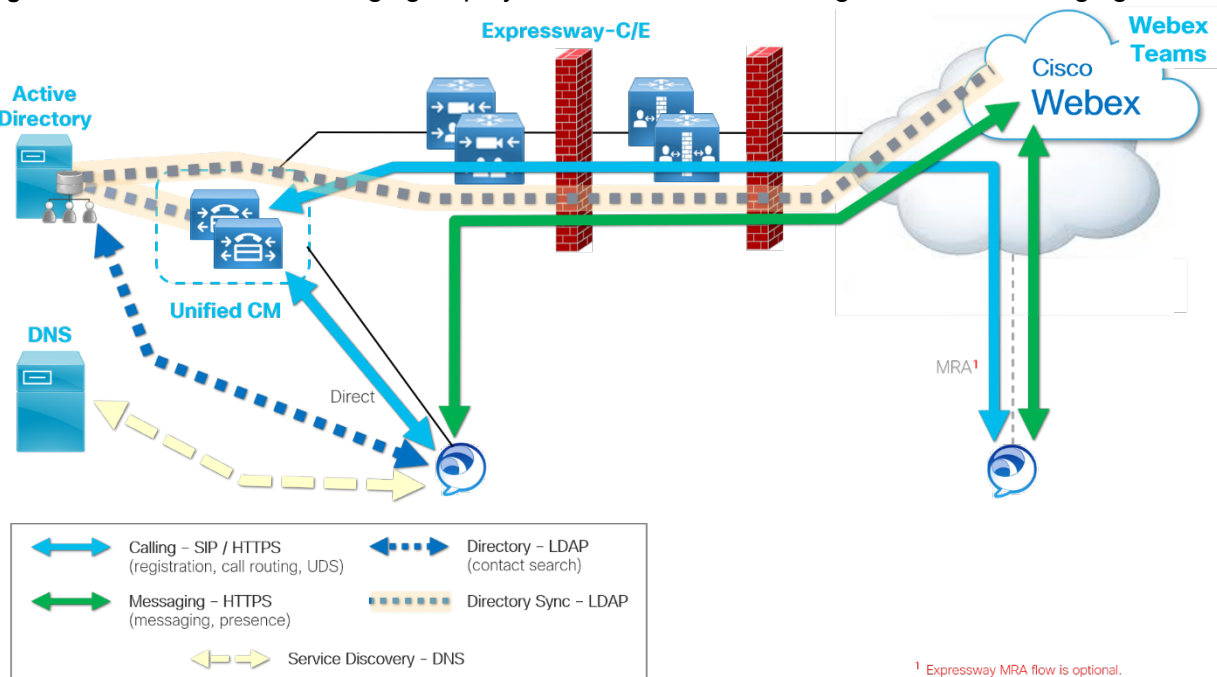 Expressway-C/E
Webex
Teams
Cisco
Webex
Active
Directory
Unified CM
DNS
Direct
MRA1
Calling – SIP / HTTPS
(registration, call routing, UDS)
Directory – LDAP
(contact search)
Messaging – HTTPS
(messaging, presence)
Directory Sync – LDAP
Service Discovery – DNS
1 Expressway MRA flow is optional.